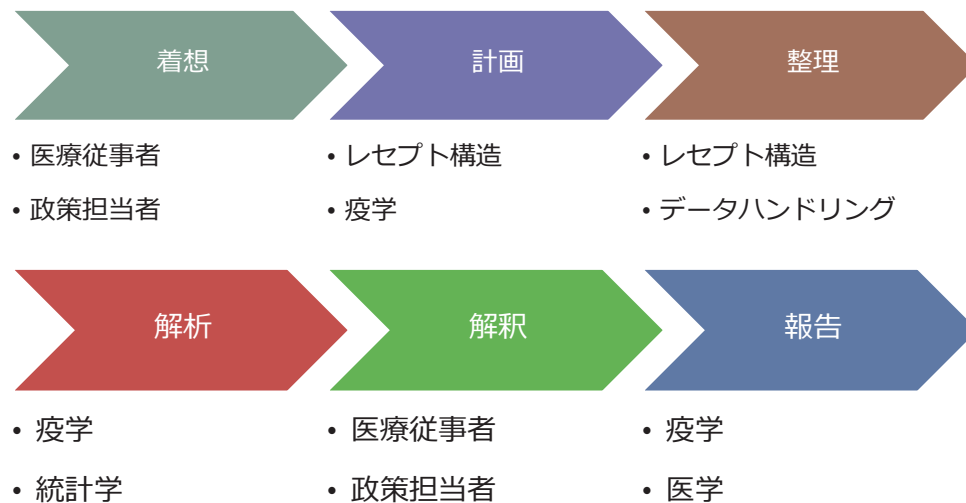 着想
計画
整理
• 医療従事者
• 政策担当者
• レセプト構造
• 疫学
• レセプト構造
• データハンドリング
解析
解釈
報告
• 疫学
• 統計学
• 医療従事者
• 政策担当者
• 疫学
• 医学